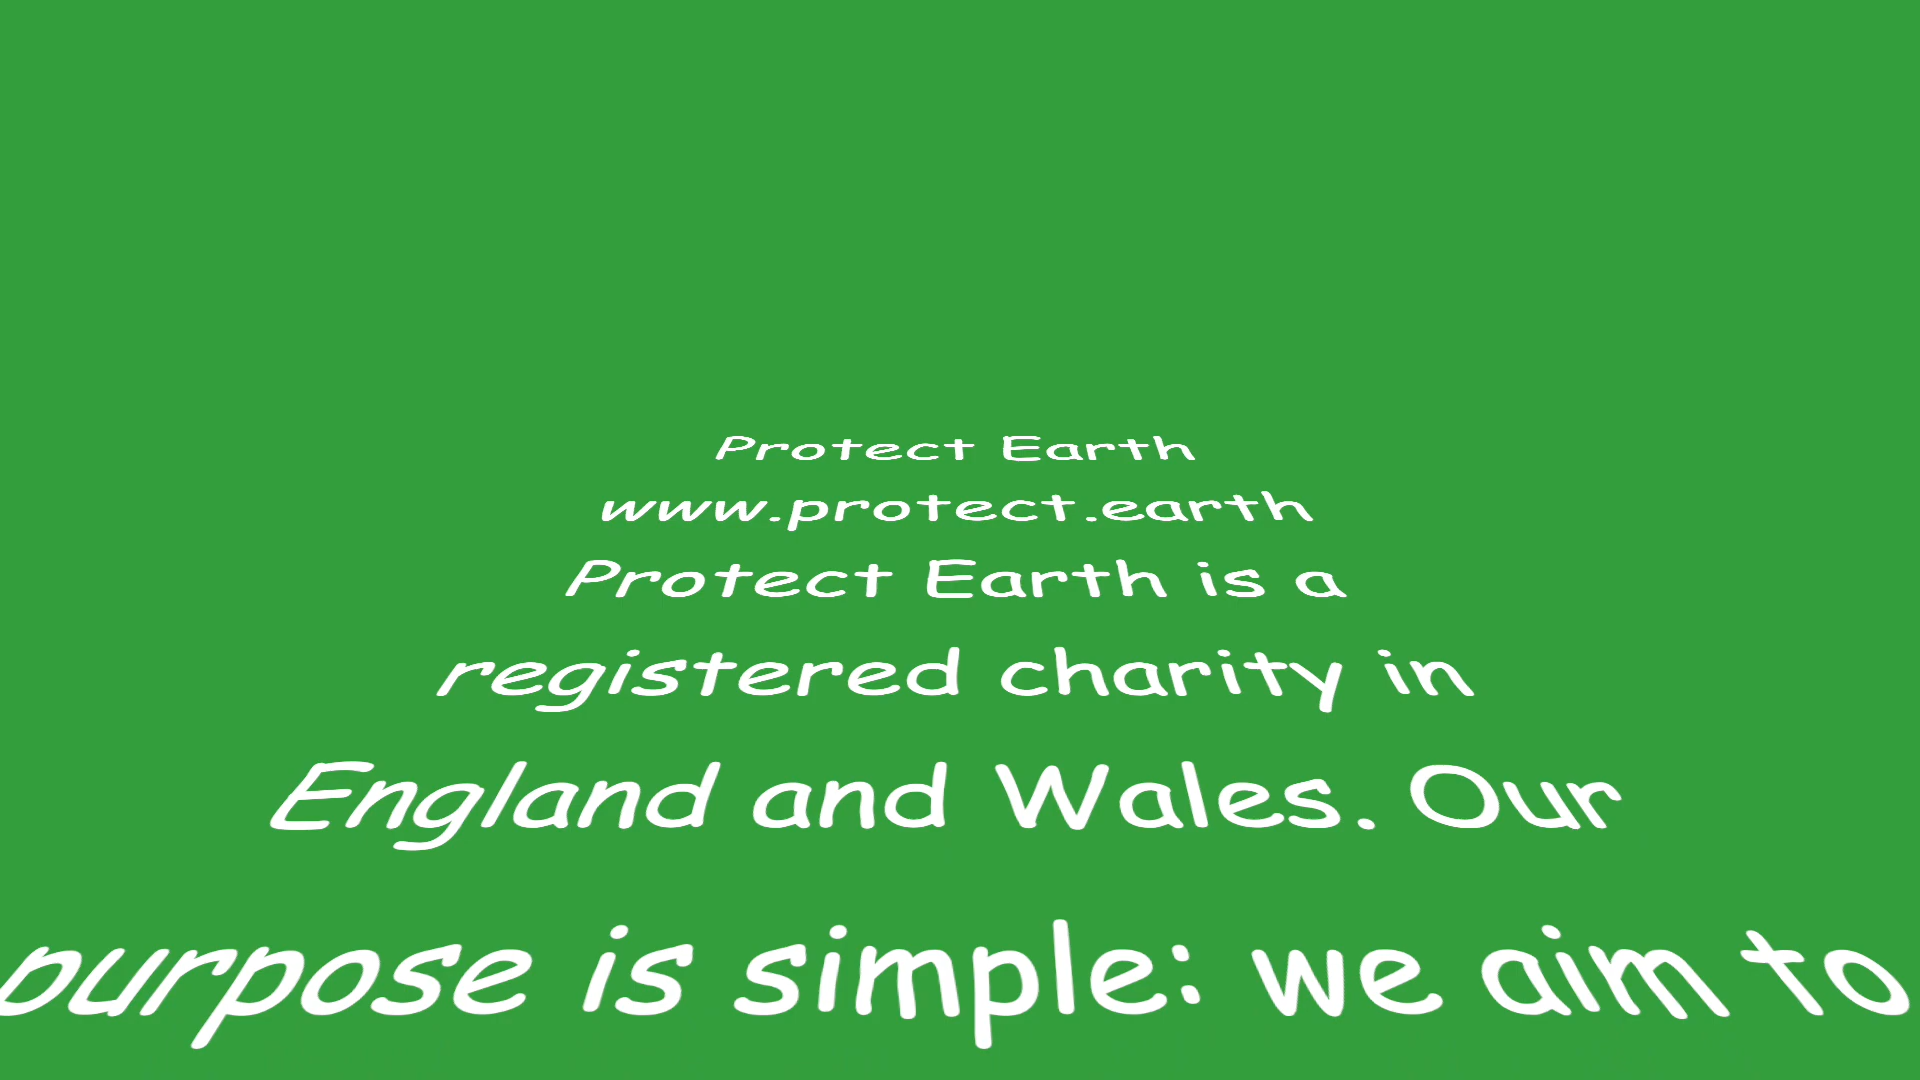 Protect Earth
www.protect.earth
Protect Earth is a
registered charity in
England and Wales. Our
purpose is simple: we aim to